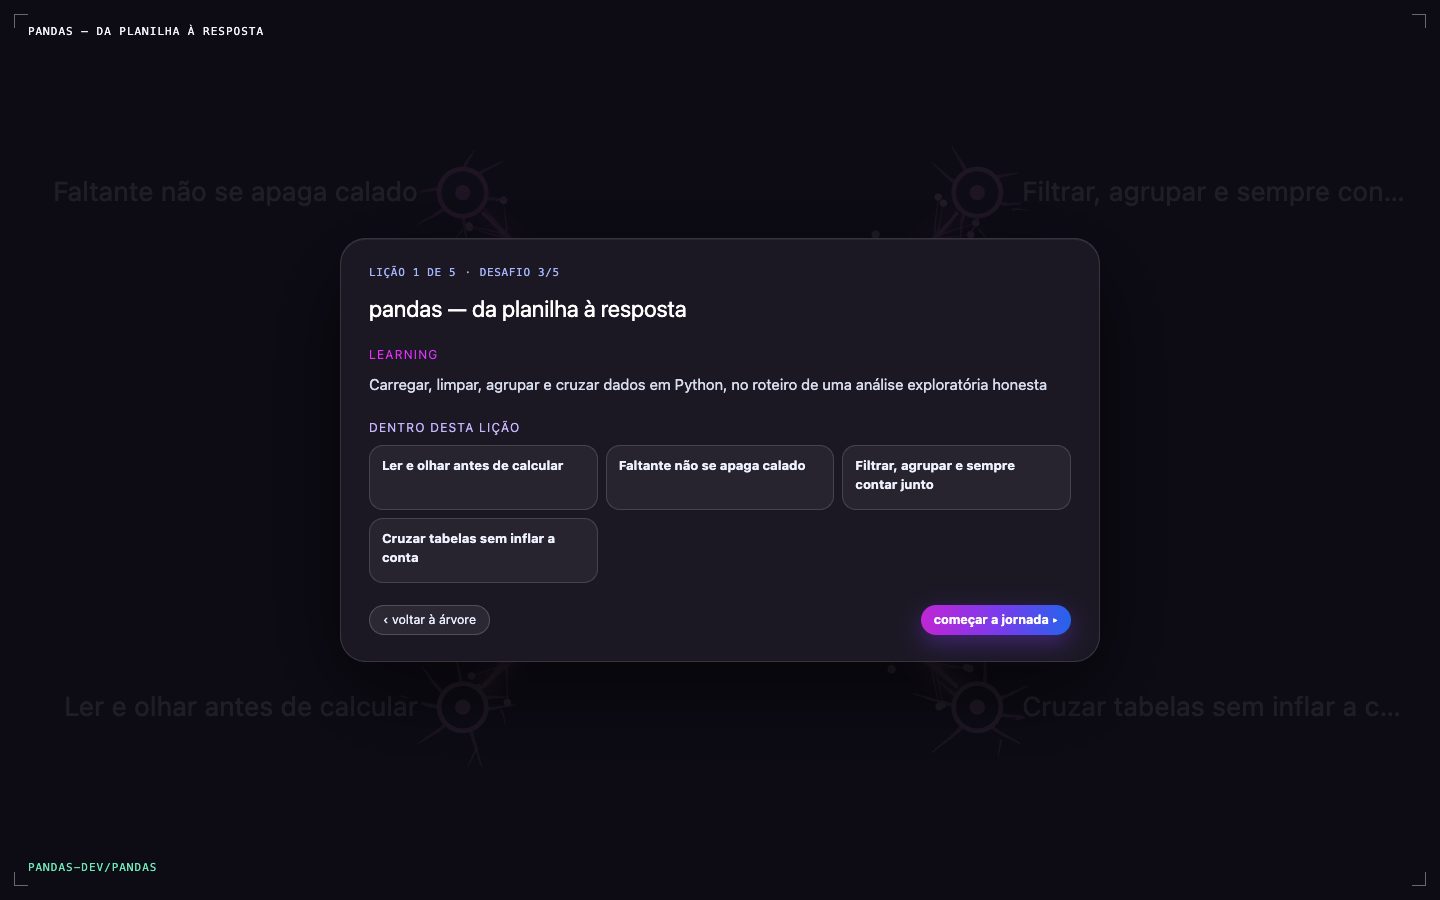 PANDAS — DA PLANILHA À RESPOSTA
Faltante não se apaga calado
Filtrar, agrupar e sempre con...
LIÇÃO 1 DE 5 · DESAFIO 3/5
pandas — da planilha à resposta
LEARNING
Carregar, limpar, agrupar e cruzar dados em Python, no roteiro de uma análise exploratória honesta
DENTRO DESTA LIÇÃO
Ler e olhar antes de calcular
Faltante não se apaga calado
Filtrar, agrupar e sempre
contar junto
Cruzar tabelas sem inflar a
conta
‹ voltar à árvore
começar a jornada ▸
Ler e olhar antes de calcular
Cruzar tabelas sem inflar a c...
PANDAS-DEV/PANDAS